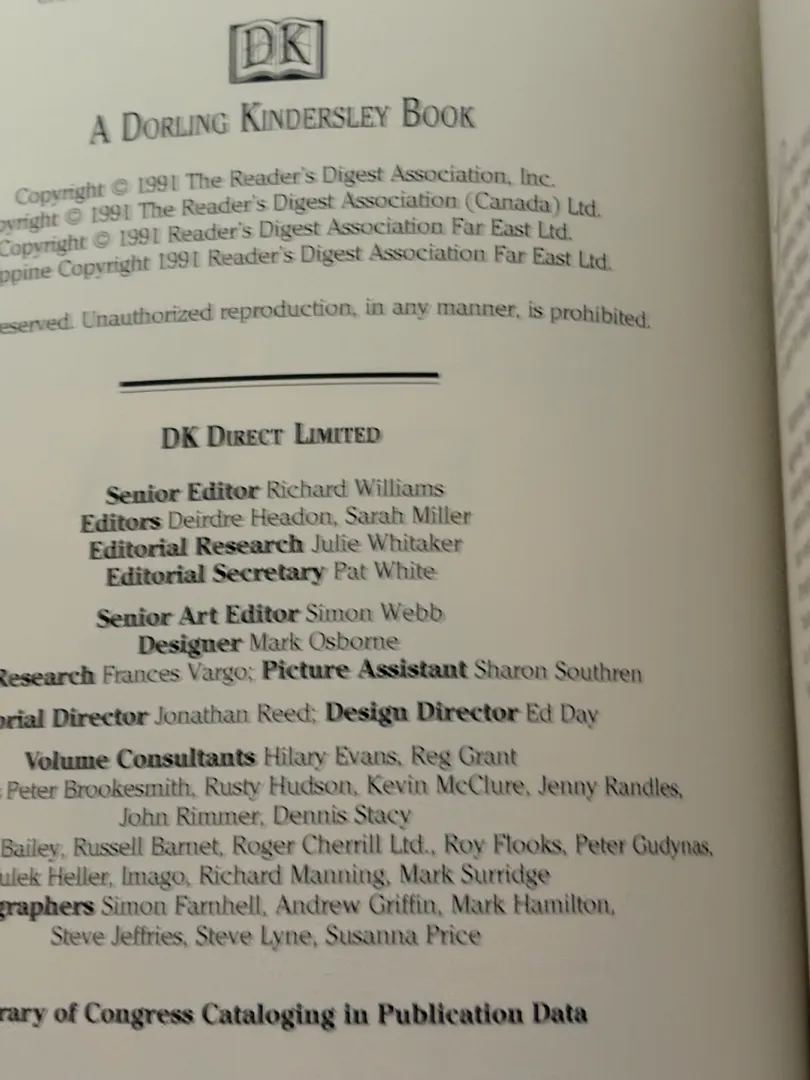 DK
A DORLING KINDERSLEY BOOK
Copyright © 1991 The Reader's Digest Association, Inc.
pyright © 1991 The Reader's Digest Association (Canada) Ltd.
Copyright © 1991 Reader's Digest Association Far East Ltd.
ppine Copyright 1991 Reader's Digest Association Far East Ltd.
eserved. Unauthorized reproduction, in any manner, is prohibited.
DK DIRECT LIMITED
Senior Editor Richard Williams
Editors Deirdre Headon, Sarah Miller
Editorial Research Julie Whitaker
Editorial Secretary Pat White
Senior Art Editor Simon Webb
Designer Mark Osborne
Research Frances Vargo; Picture Assistant Sharon Southren
orial Director Jonathan Reed; Design Director Ed Day
Volume Consultants Hilary Evans, Reg Grant
Peter Brookesmith, Rusty Hudson, Kevin McClure, Jenny Randles,
John Rimmer, Dennis Stacy
Bailey, Russell Barnet, Roger Cherrill Ltd., Roy Flooks, Peter Gudynas,
ulek Heller, Imago, Richard Manning, Mark Surridge
graphers Simon Farnhell, Andrew Griffin, Mark Hamilton,
Steve Jeffries, Steve Lyne, Susanna Price
rary of Congress Cataloging in Publication Data